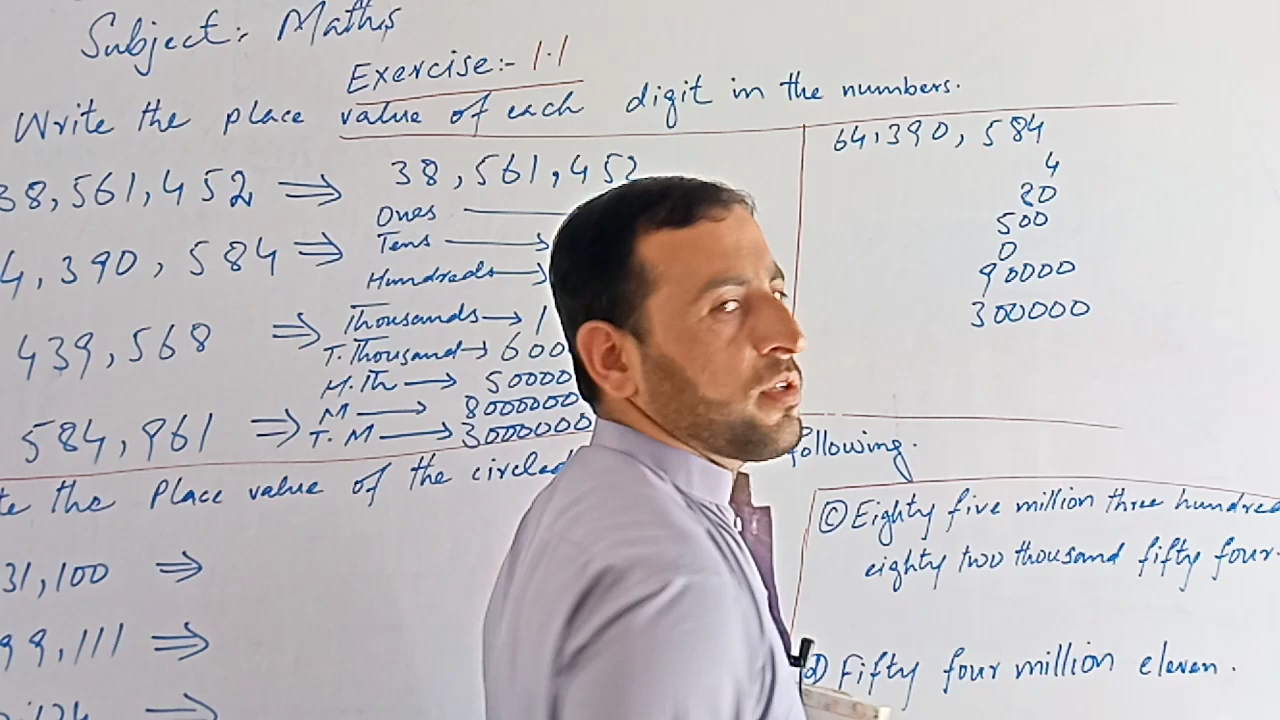 Subject: Maths
Exercise:- 1.1
Write the place value of each digit in the numbers.
38,561,452 ⇒
4,390,584 ⇒
439,568 ⇒
584,961 ⇒
38,561,452
Ones
Tens →
Hundreds →
Thousands → 1
T.Thousand → 600
H.Th → 50000
M → 8000000
T.M → 3000000
64,390,584
4
80
500
0
90000
300000
the Place value of the circled
31,100 ⇒
99,111 ⇒
following.
(c) Eighty five million three hundred
eighty two thousand fifty four.
(d) Fifty four million eleven.